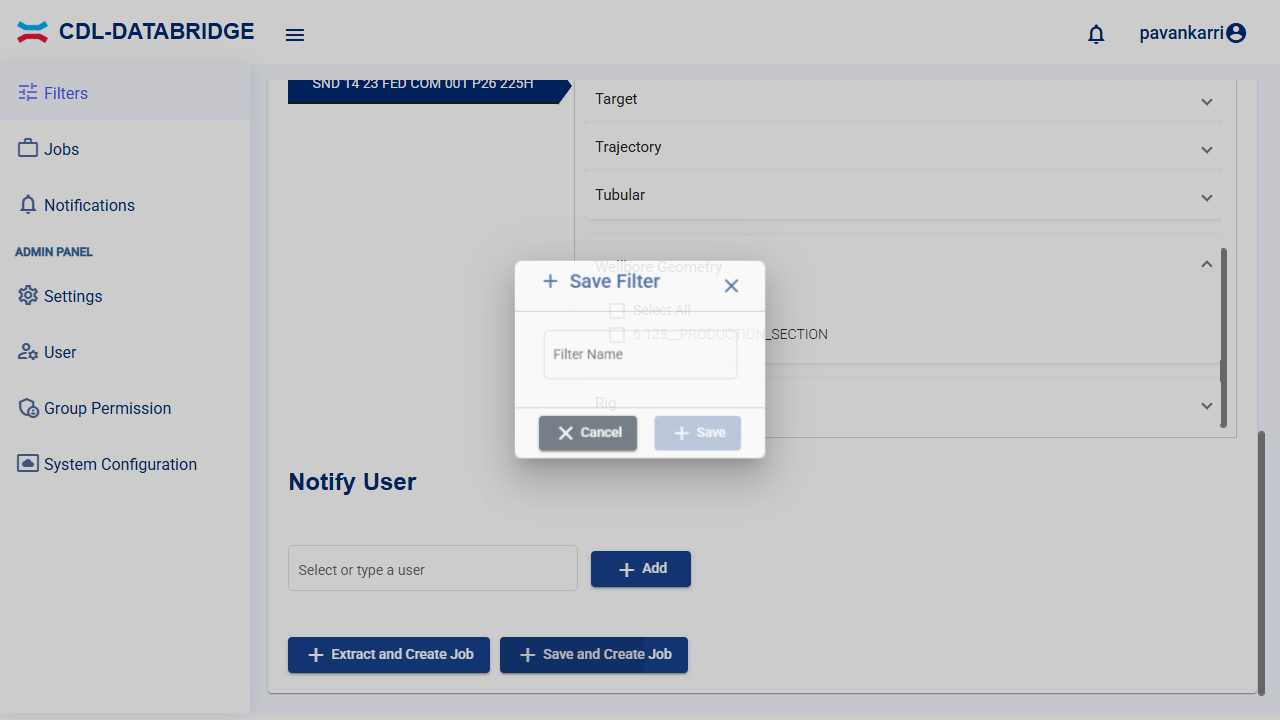 CDL-DATABRIDGE
pavankarri
Filters
Jobs
Notifications
ADMIN PANEL
Settings
User
Group Permission
System Configuration
SND 14 23 FED COM 001 P26 225H
Target
Trajectory
Tubular
Wellbore Geometry
Select All
6.125__PRODUCTION_SECTION
Rig
Save Filter
Filter Name
Cancel
Save
Notify User
Select or type a user
Add
Extract and Create Job
Save and Create Job